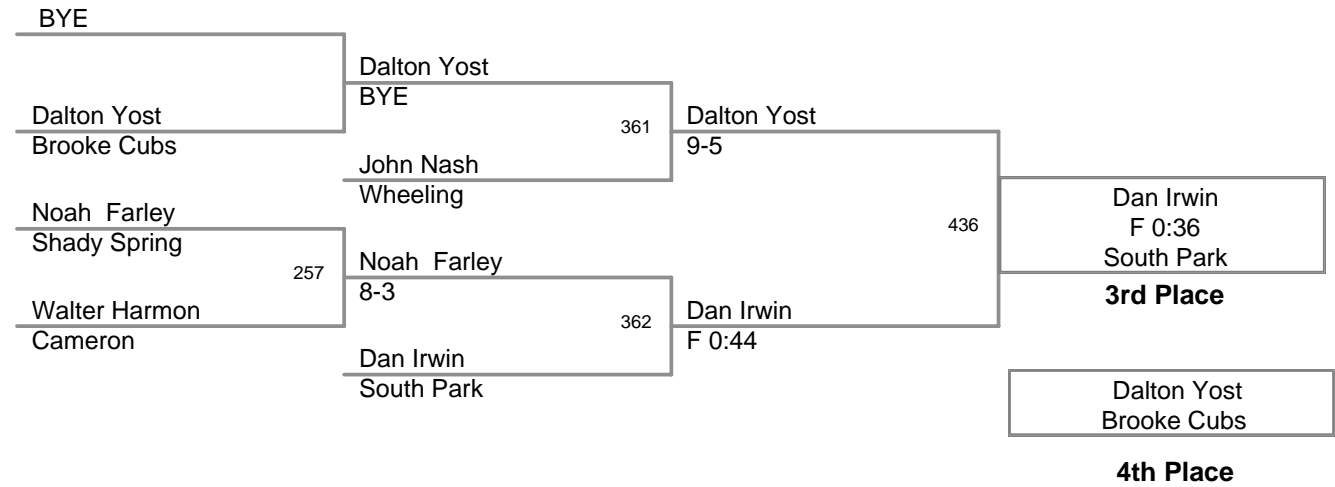 BYE
Dalton Yost
Brooke Cubs
Noah  Farley
Shady Spring
257
Walter Harmon
Cameron
Dalton Yost
BYE
361
John Nash
Wheeling
Noah  Farley
8-3
362
Dan Irwin
South Park
Dalton Yost
9-5
436
Dan Irwin
F 0:44
Dan Irwin
F 0:36
South Park
3rd Place
Dalton Yost
Brooke Cubs
4th Place